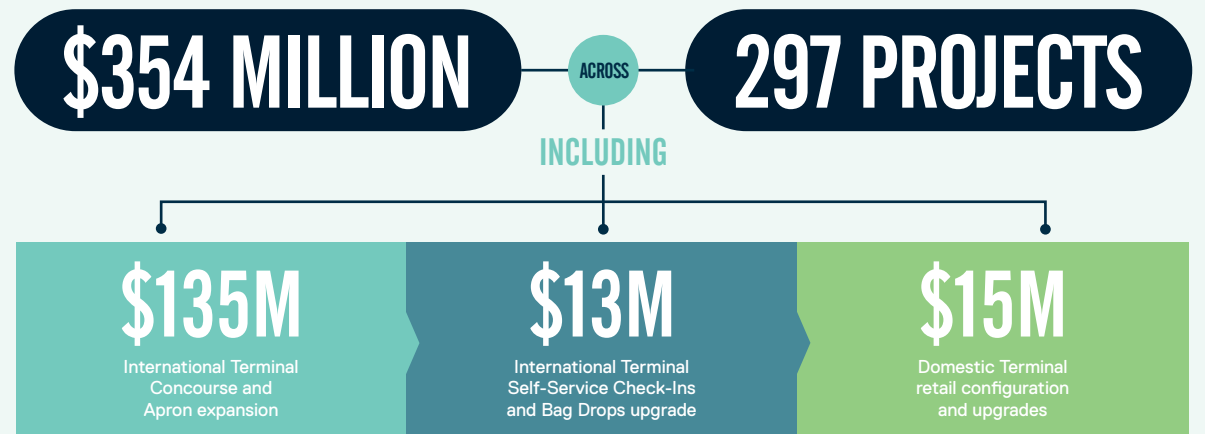 $354 MILLION
ACROSS
297 PROJECTS
INCLUDING
$135M
International Terminal
Concourse and
Apron expansion
$13M
International Terminal
Self-Service Check-Ins
and Bag Drops upgrade
$15M
Domestic Terminal
retail configuration
and upgrades